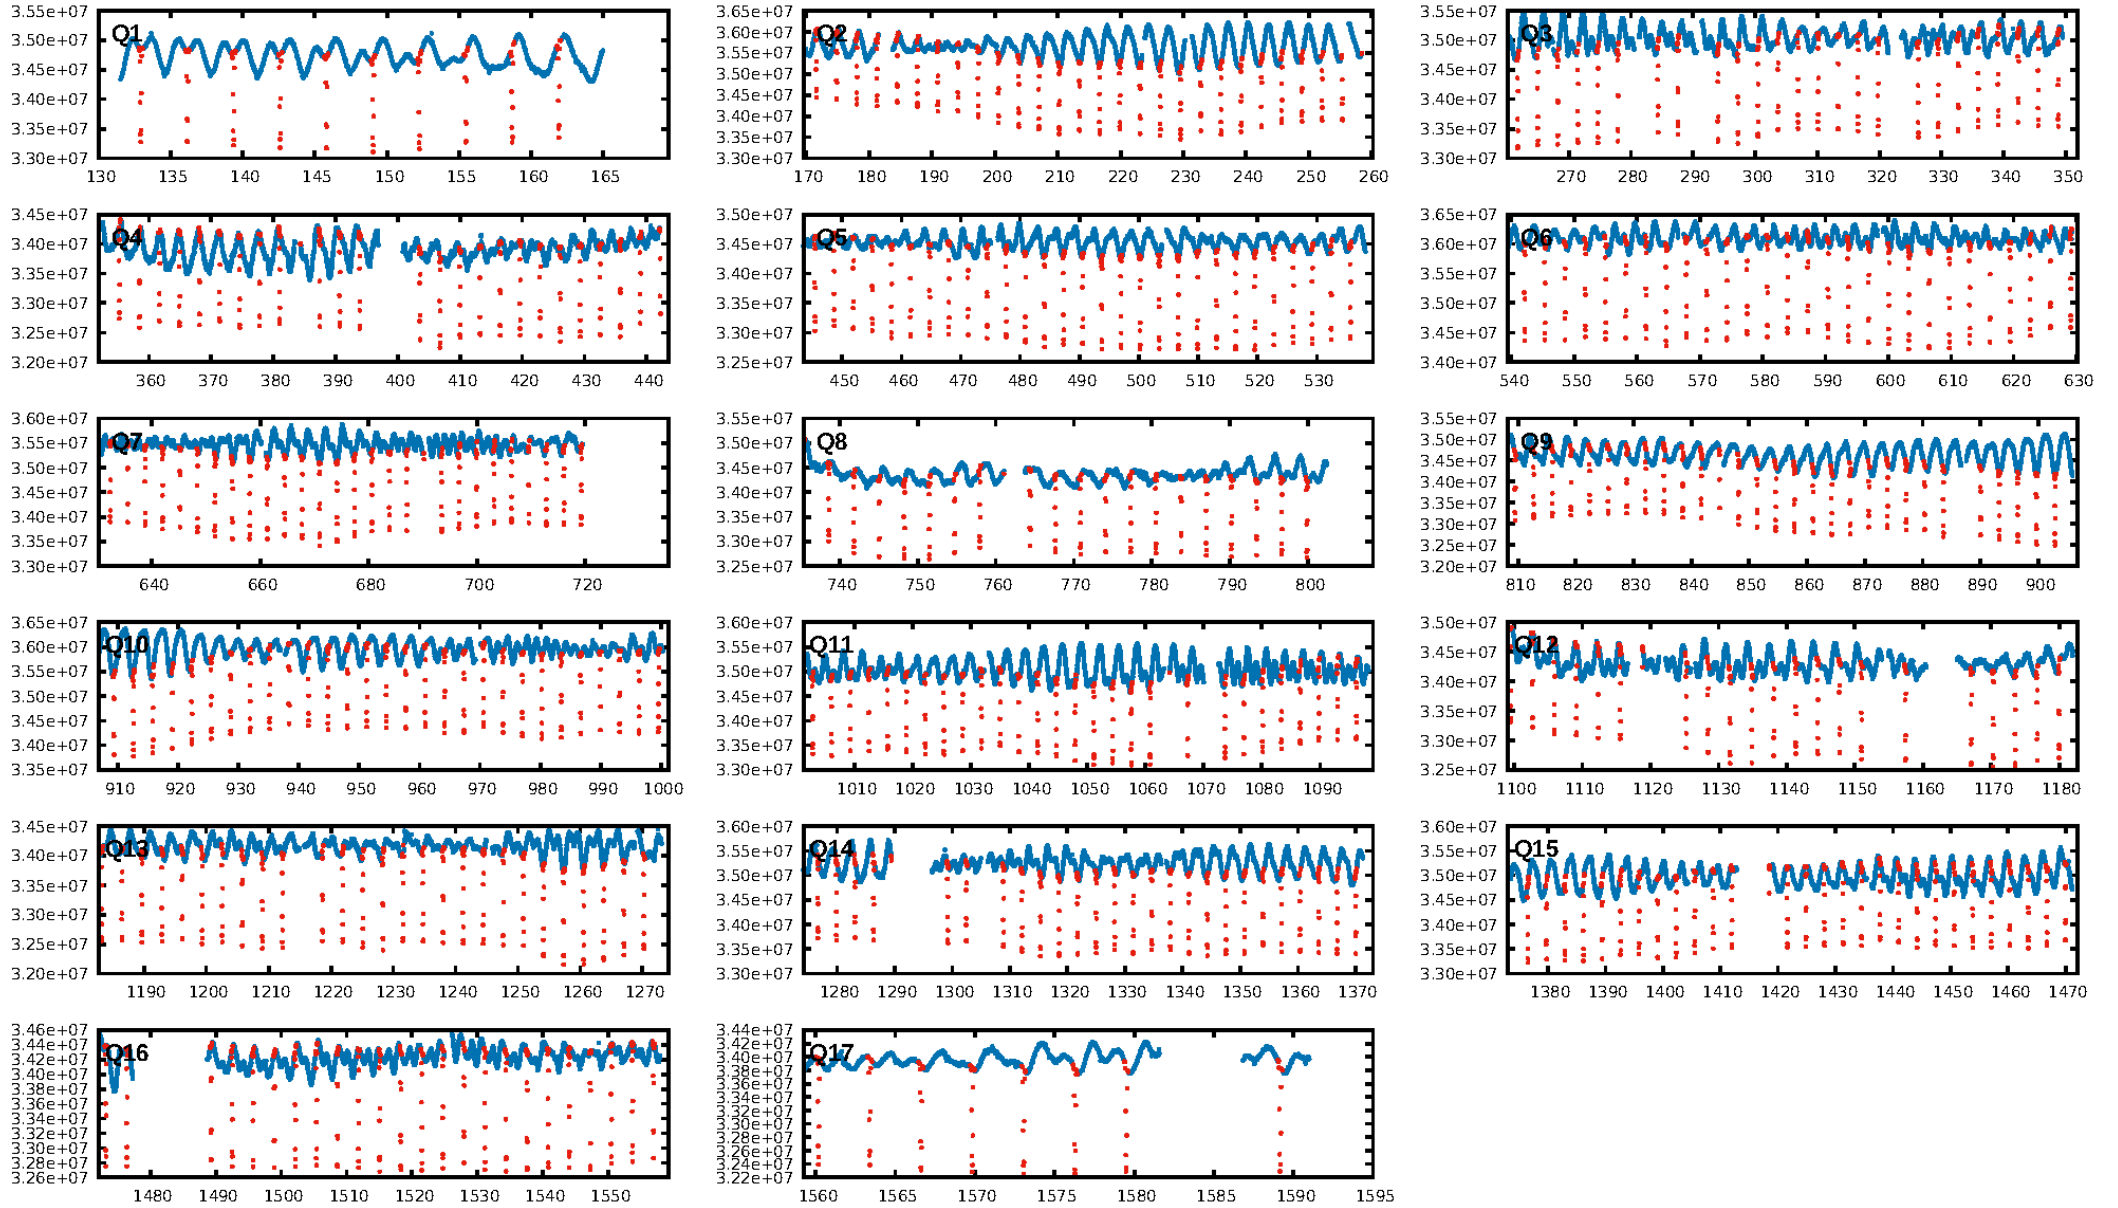 3.55e+07 3.50e+07 3.45e+07 3.40e+07 3.35e+07 3.30e+07
Q1
130 135 140 145 150 155 160 165
3.65e+07 3.60e+07 3.55e+07 3.50e+07 3.45e+07 3.40e+07 3.35e+07 3.30e+07
Q2
170 180 190 200 210 220 230 240 250 260
3.55e+07 3.50e+07 3.45e+07 3.40e+07 3.35e+07 3.30e+07
Q3
270 280 290 300 310 320 330 340 350
3.45e+07 3.40e+07 3.35e+07 3.30e+07 3.25e+07 3.20e+07
Q4
360 370 380 390 400 410 420 430 440
3.50e+07 3.45e+07 3.40e+07 3.35e+07 3.30e+07 3.25e+07
Q5
450 460 470 480 490 500 510 520 530
3.65e+07 3.60e+07 3.55e+07 3.50e+07 3.45e+07 3.40e+07
Q6
540 550 560 570 580 590 600 610 620 630
3.60e+07 3.55e+07 3.50e+07 3.45e+07 3.40e+07 3.35e+07 3.30e+07
Q7
640 660 680 700 720
3.55e+07 3.50e+07 3.45e+07 3.40e+07 3.35e+07 3.30e+07 3.25e+07
Q8
740 750 760 770 780 790 800
3.55e+07 3.50e+07 3.45e+07 3.40e+07 3.35e+07 3.30e+07 3.25e+07 3.20e+07
Q9
810 820 830 840 850 860 870 880 890 900
3.65e+07 3.60e+07 3.55e+07 3.50e+07 3.45e+07 3.40e+07 3.35e+07
Q10
910 920 930 940 950 960 970 980 990 1000
3.60e+07 3.55e+07 3.50e+07 3.45e+07 3.40e+07 3.35e+07 3.30e+07
Q11
1010 1020 1030 1040 1050 1060 1070 1080 1090
3.50e+07 3.45e+07 3.40e+07 3.35e+07 3.30e+07 3.25e+07
Q12
1100 1110 1120 1130 1140 1150 1160 1170 1180
3.45e+07 3.40e+07 3.35e+07 3.30e+07 3.25e+07 3.20e+07
Q13
1190 1200 1210 1220 1230 1240 1250 1260 1270
3.60e+07 3.55e+07 3.50e+07 3.45e+07 3.40e+07 3.35e+07 3.30e+07
Q14
1280 1290 1300 1310 1320 1330 1340 1350 1360 1370
3.60e+07 3.55e+07 3.50e+07 3.45e+07 3.40e+07 3.35e+07 3.30e+07
Q15
1380 1390 1400 1410 1420 1430 1440 1450 1460 1470
3.46e+07 3.44e+07 3.42e+07 3.40e+07 3.38e+07 3.36e+07 3.34e+07 3.32e+07 3.30e+07 3.28e+07 3.26e+07
Q16
1480 1490 1500 1510 1520 1530 1540 1550
3.44e+07 3.42e+07 3.40e+07 3.38e+07 3.36e+07 3.34e+07 3.32e+07 3.30e+07 3.28e+07 3.26e+07 3.24e+07 3.22e+07
Q17
1560 1565 1570 1575 1580 1585 1590 1595